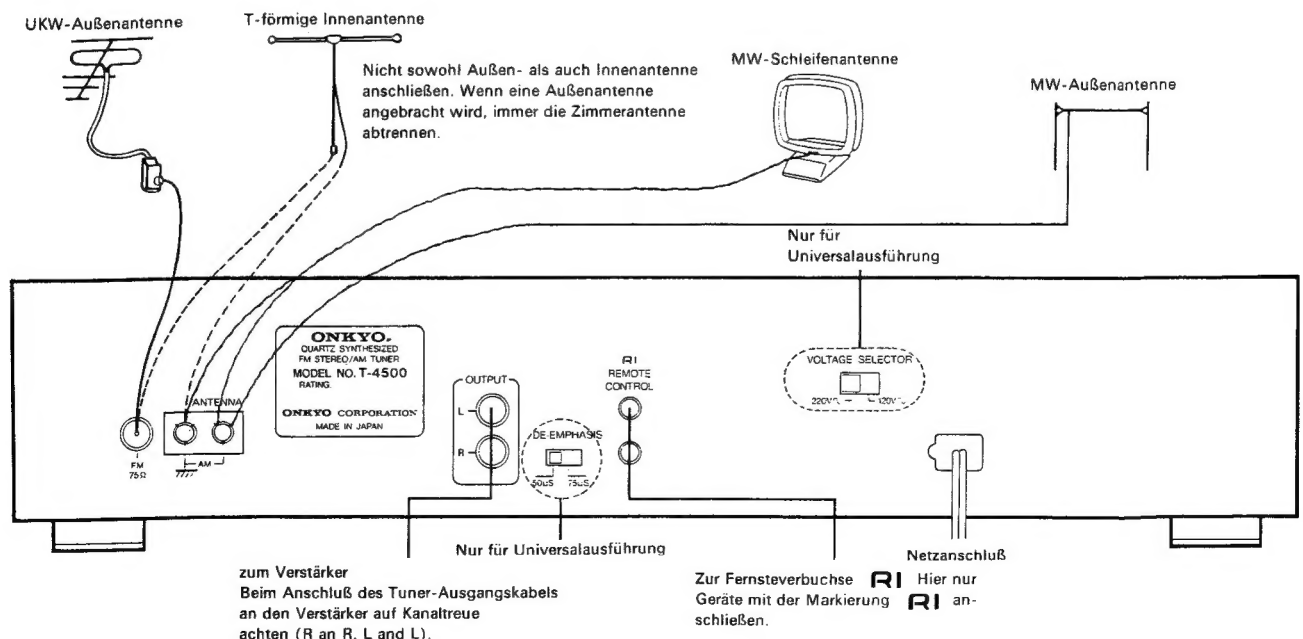 UKW-Außenantenne
T-förmige Innenantenne
Nicht sowohl Außen- als auch Innenantenne
anschließen. Wenn eine Außenantenne
angebracht wird, immer die Zimmerantenne
abtrennen.
MW-Schleifenantenne
MW-Außenantenne
Nur für
Universalausführung
ONKYO
QUARTZ SYNTHESIZED
FM STEREO/AM TUNER
MODEL NO. T-4500
RATING.
ONKYO CORPORATION
MADE IN JAPAN
ANTENNA
FM
75Ω
AM
OUTPUT
L
R
DE-EMPHASIS
50uS 75uS
RI
REMOTE
CONTROL
VOLTAGE SELECTOR
220V 120V
Nur für Universalausführung
Netzanschluß
zum Verstärker
Beim Anschluß des Tuner-Ausgangskabels
an den Verstärker auf Kanaltreue
achten (R an R, L and L).
Zur Fernsteverbuchse RI Hier nur
Geräte mit der Markierung RI an-
schließen.